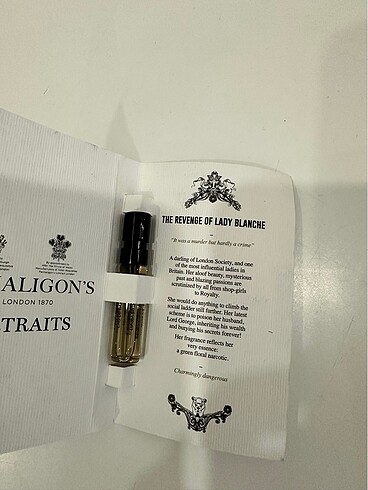 ALIGON'S
LONDON 1870
TRAITS
THE REVENGE OF LADY BLANCHE
"It was a murder but hardly a crime"
A darling of London Society, and one
of the most influential ladies in
Britain. Her aloof beauty, mysterious
past and blazing passions are
scrutinized by all from shop-girls
to Royalty.
She would do anything to climb the
social ladder still further. Her latest
scheme is to poison her husband,
Lord George, inheriting his wealth
and burying his secrets forever!
Her fragrance reflects her
very essence:
a green floral narcotic.
Charmingly dangerous